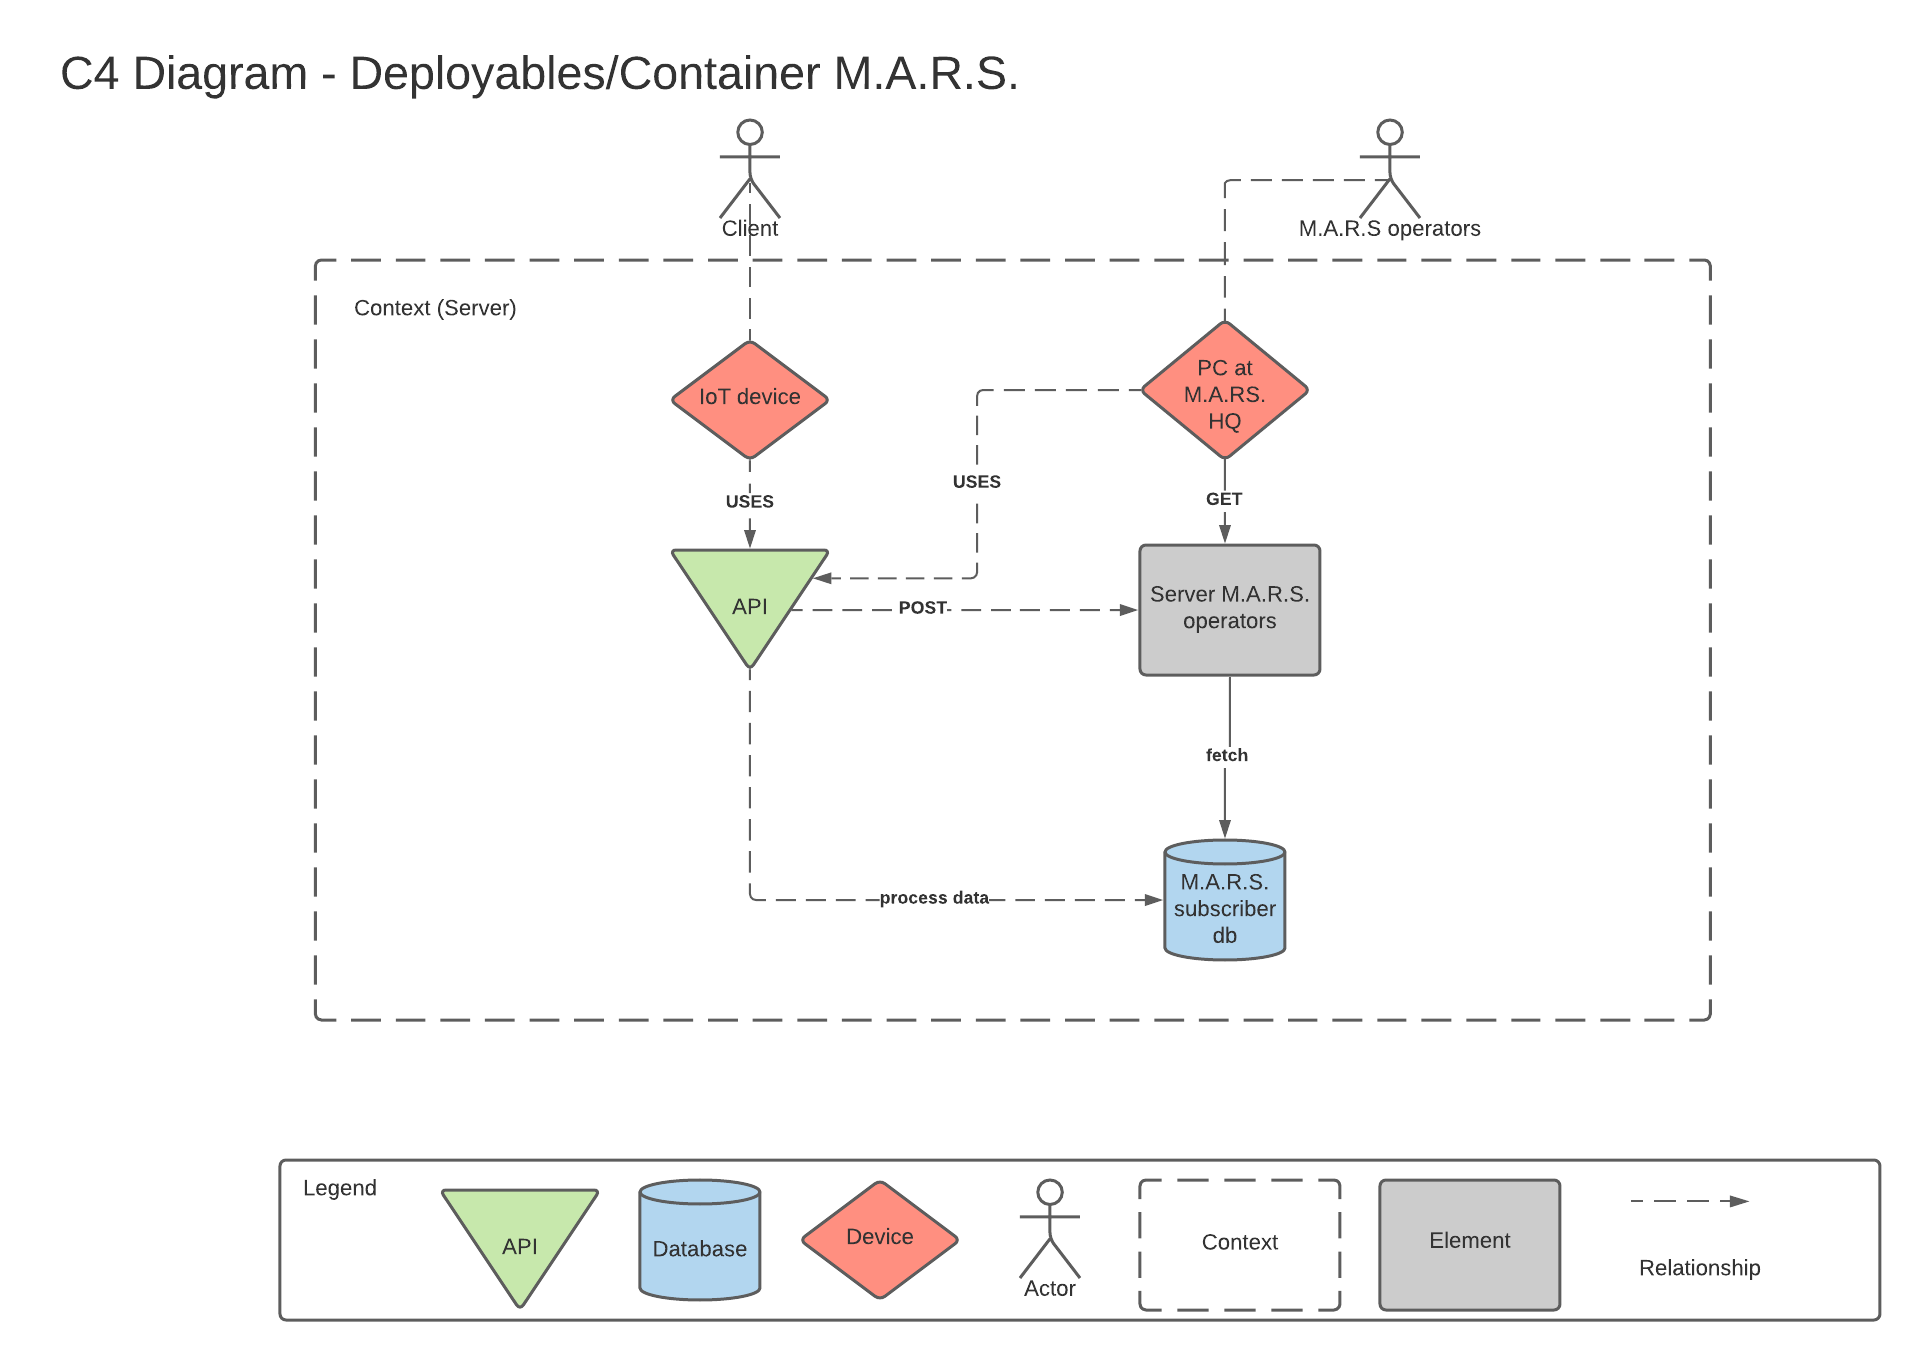 C4 Diagram - Deployables/Container M.A.R.S.
Client
M.A.R.S operators
Context (Server)
IoT device
PC at
M.A.RS.
HQ
USES
USES
GET
API
POST
Server M.A.R.S.
operators
fetch
process data
M.A.R.S.
subscriber
db
Legend
API
Database
Device
Actor
Context
Element
Relationship